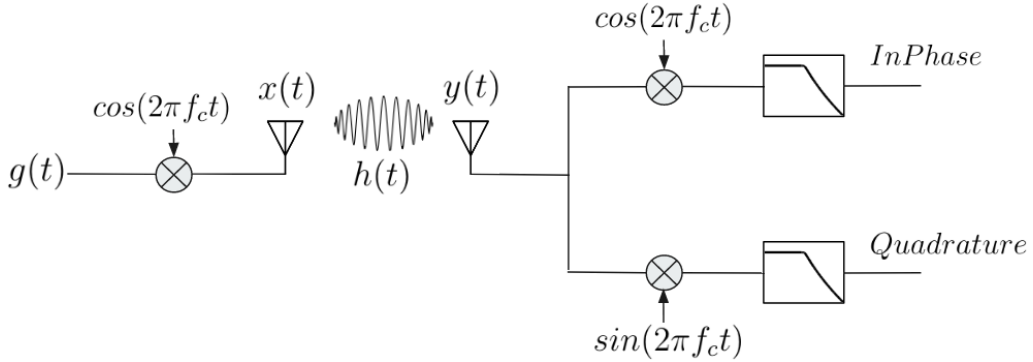 cos(2πf_ct)
InPhase
x(t)
y(t)
cos(2πf_ct)
g(t)
h(t)
Quadrature
sin(2πf_ct)